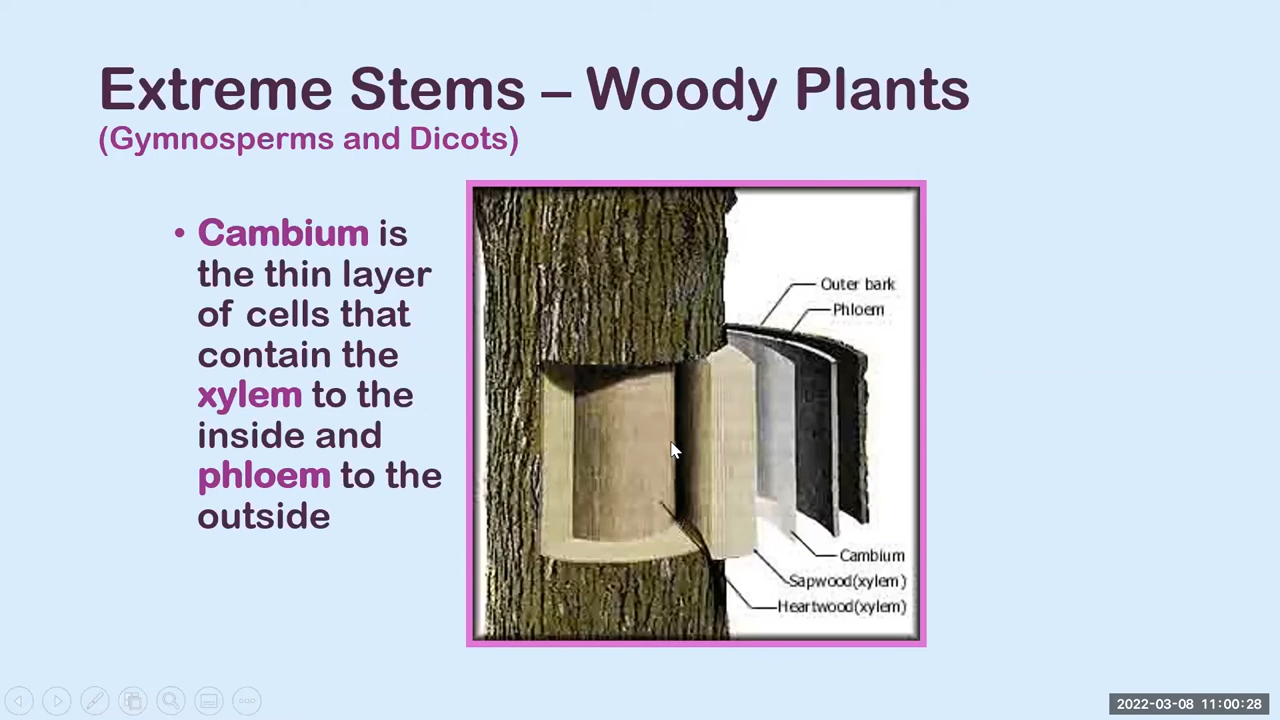 Extreme Stems – Woody Plants
(Gymnosperms and Dicots)
• Cambium is
the thin layer
of cells that
contain the
xylem to the
inside and
phloem to the
outside
Outer bark
Phloem
Cambium
Sapwood(xylem)
Heartwood(xylem)
2022-03-08 11:00:28